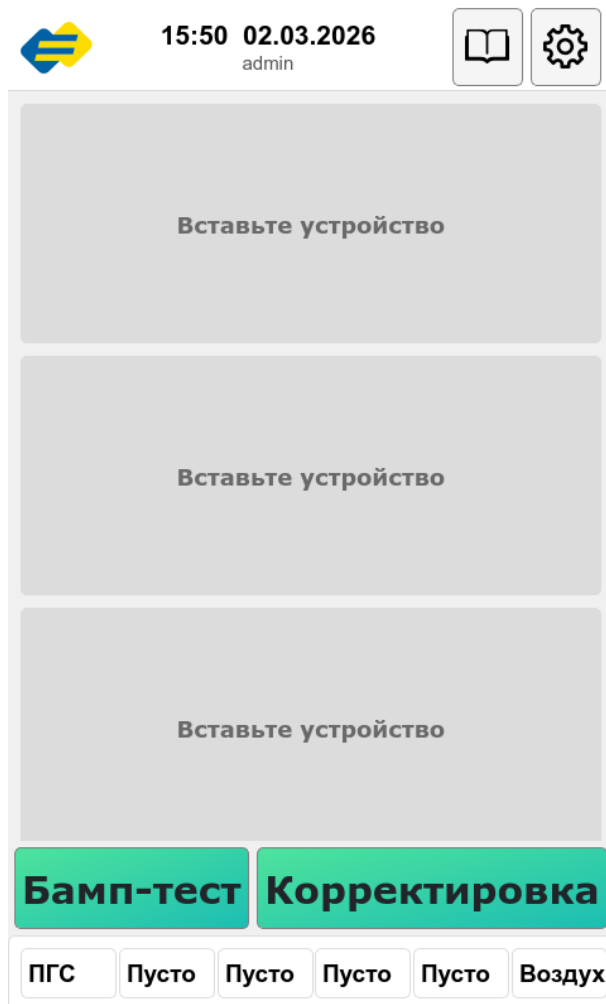 15:50 02.03.2026
admin
Вставьте устройство
Вставьте устройство
Вставьте устройство
Бамп-тест Корректировка
ПГС Пусто Пусто Пусто Пусто Воздух